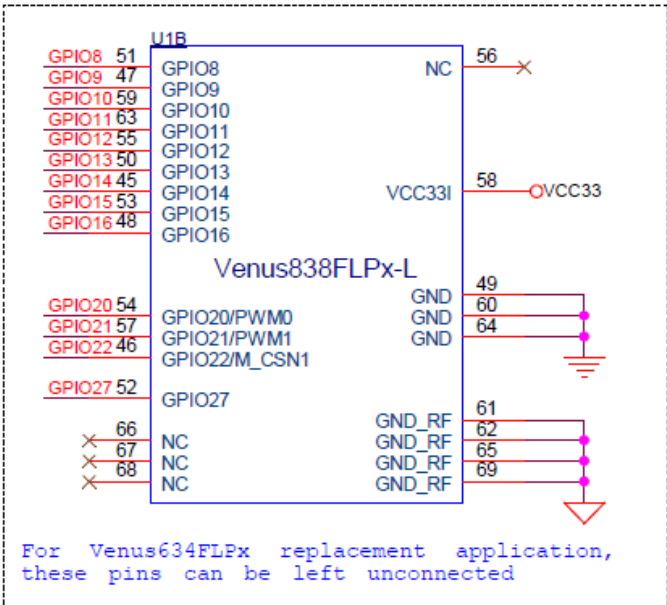 U1B
GPIO8 51 GPIO8 NC 56
GPIO9 47 GPIO9
GPIO10 59 GPIO10
GPIO11 63 GPIO11
GPIO12 55 GPIO12
GPIO13 50 GPIO13
GPIO14 45 GPIO14 VCC33I 58 VCC33
GPIO15 53 GPIO15
GPIO16 48 GPIO16
Venus838FLPx-L
GND 49
GPIO20 54 GPIO20/PWM0 GND 60
GPIO21 57 GPIO21/PWM1 GND 64
GPIO22 46 GPIO22/M_CSN1
GPIO27 52 GPIO27
GND_RF 61
66 NC GND_RF 62
67 NC GND_RF 65
68 NC GND_RF 69
For Venus634FLPx replacement application,
these pins can be left unconnected